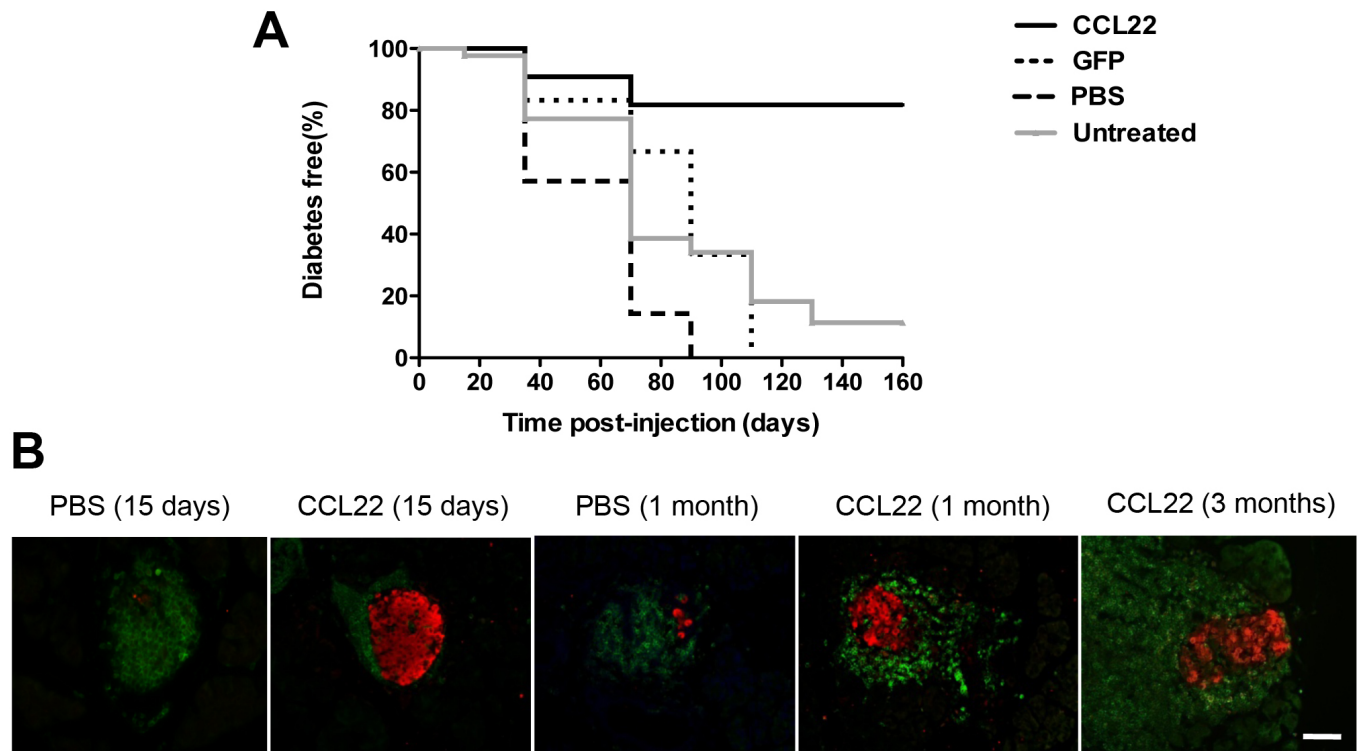 A
100
80
60
40
20
0
Diabetes free(%)
0 20 40 60 80 100 120 140 160
Time post-injection (days)
CCL22
GFP
PBS
Untreated
B
PBS (15 days) CCL22 (15 days) PBS (1 month) CCL22 (1 month) CCL22 (3 months)